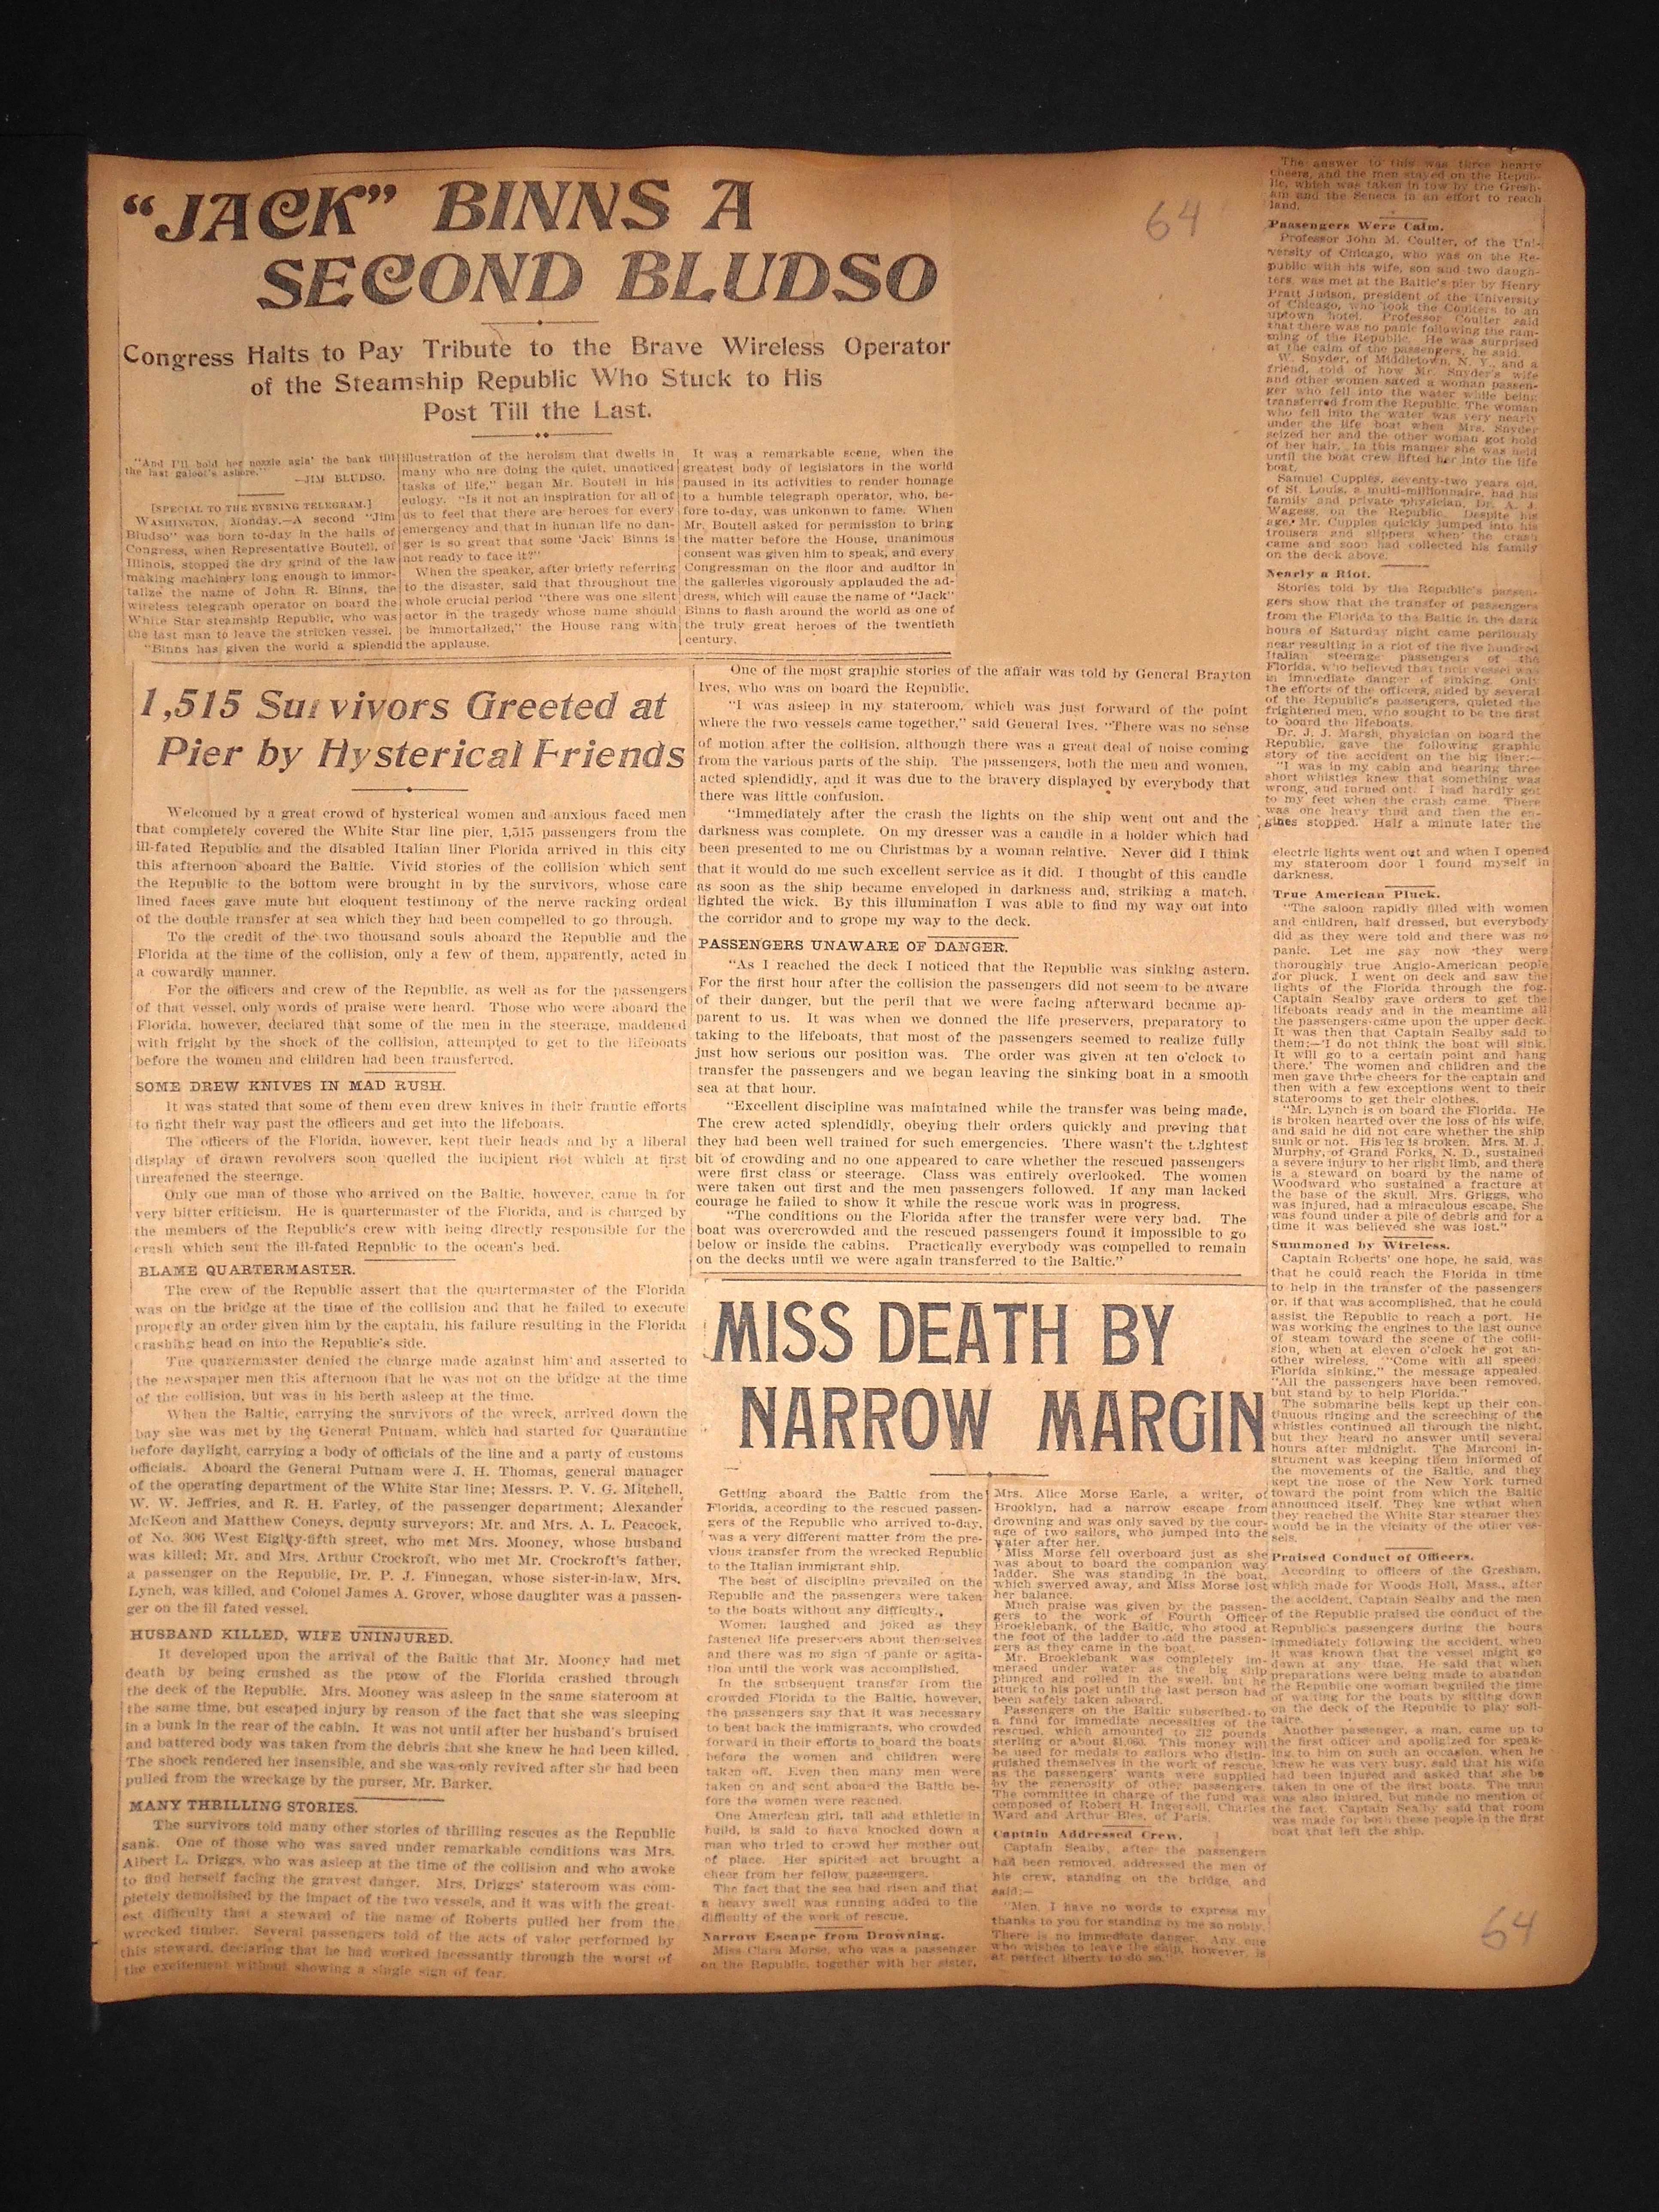 "JACK" BINNS A
SECOND BLUDSO
Congress Halts to Pay Tribute to the Brave Wireless Operator
of the Steamship Republic Who Stuck to His
Post Till the Last.
"And I'll hold her nozzle agin' the bank till
the last galoot's ashore."
—JIM BLUDSO.
[SPECIAL TO THE EVENING TELEGRAM.]
WASHINGTON, Monday.—A second "Jim
Bludso" was born to-day in the halls of
Congress, when Representative Boutell, of
Illinois, stopped the dry grind of the law
making machinery long enough to immor-
talize the name of John R. Binns, the
wireless telegraph operator on board the
White Star steamship Republic, who was
the last man to leave the stricken vessel.
"Binns has given the world a splendid
illustration of the heroism that dwells in
many who are doing the quiet, unnoticed
tasks of life," began Mr. Boutell in his
eulogy. "Is it not an inspiration for all of
us to feel that there are heroes for every
emergency and that in human life no dan-
ger is so great that some 'Jack' Binns is
not ready to face it?"
When the speaker, after briefly referring
to the disaster, said that throughout the
whole crucial period "there was one silent
actor in the tragedy whose name should
be immortalized," the House rang with
the applause.
It was a remarkable scene, when the
greatest body of legislators in the world
paused in its activities to render homage
to a humble telegraph operator, who, be-
fore to-day, was unkonwn to fame. When
Mr. Boutell asked for permission to bring
the matter before the House, unanimous
consent was given him to speak, and every
Congressman on the floor and auditor in
the galleries vigorously applauded the ad-
dress, which will cause the name of "Jack"
Binns to flash around the world as one of
the truly great heroes of the twentieth
century.
64
1,515 Survivors Greeted at
Pier by Hysterical Friends
Welcomed by a great crowd of hysterical women and anxious faced men
that completely covered the White Star line pier, 1,515 passengers from the
ill-fated Republic and the disabled Italian liner Florida arrived in this city
this afternoon aboard the Baltic. Vivid stories of the collision which sent
the Republic to the bottom were brought in by the survivors, whose care
lined faces gave mute but eloquent testimony of the nerve racking ordeal
of the double transfer at sea which they had been compelled to go through.
To the credit of the two thousand souls aboard the Republic and the
Florida at the time of the collision, only a few of them, apparently, acted in
a cowardly manner.
For the officers and crew of the Republic, as well as for the passengers
of that vessel, only words of praise were heard. Those who were aboard the
Florida, however, declared that some of the men in the steerage, maddened
with fright by the shock of the collision, attempted to get to the lifeboats
before the women and children had been transferred.
SOME DREW KNIVES IN MAD RUSH.
It was stated that some of them even drew knives in their frantic efforts
to fight their way past the officers and get into the lifeboats.
The officers of the Florida, however, kept their heads and by a liberal
display of drawn revolvers soon quelled the incipient riot which at first
threatened the steerage.
Only one man of those who arrived on the Baltic, however, came in for
very bitter criticism. He is quartermaster of the Florida, and is charged by
the members of the Republic's crew with being directly responsible for the
crash which sent the ill-fated Republic to the ocean's bed.
BLAME QUARTERMASTER.
The crew of the Republic assert that the quartermaster of the Florida
was on the bridge at the time of the collision and that he failed to execute
properly an order given him by the captain, his failure resulting in the Florida
crashing head on into the Republic's side.
The quartermaster denied the charge made against him and asserted to
the newspaper men this afternoon that he was not on the bridge at the time
of the collision, but was in his berth asleep at the time.
When the Baltic, carrying the survivors of the wreck, arrived down the
bay she was met by the General Putnam, which had started for Quarantine
before daylight, carrying a body of officials of the line and a party of customs
officials. Aboard the General Putnam were J. H. Thomas, general manager
of the operating department of the White Star line; Messrs. P. V. G. Mitchell,
W. W. Jeffries, and R. H. Farley, of the passenger department; Alexander
McKeon and Matthew Coneys, deputy surveyors; Mr. and Mrs. A. L. Peacock,
of No. 306 West Eighty-fifth street, who met Mrs. Mooney, whose husband
was killed; Mr. and Mrs. Arthur Crockroft, who met Mr. Crockroft's father,
a passenger on the Republic, Dr. P. J. Finnegan, whose sister-in-law, Mrs.
Lynch, was killed, and Colonel James A. Grover, whose daughter was a passen-
ger on the ill fated vessel.
HUSBAND KILLED, WIFE UNINJURED.
It developed upon the arrival of the Baltic that Mr. Mooney had met
death by being crushed as the prow of the Florida crashed through
the deck of the Republic. Mrs. Mooney was asleep in the same stateroom at
the same time, but escaped injury by reason of the fact that she was sleeping
in a bunk in the rear of the cabin. It was not until after her husband's bruised
and battered body was taken from the debris that she knew he had been killed.
The shock rendered her insensible, and she was only revived after she had been
pulled from the wreckage by the purser, Mr. Barker.
MANY THRILLING STORIES.
The survivors told many other stories of thrilling rescues as the Republic
sank. One of those who was saved under remarkable conditions was Mrs.
Albert L. Driggs, who was asleep at the time of the collision and who awoke
to find herself facing the gravest danger. Mrs. Driggs' stateroom was com-
pletely demolished by the impact of the two vessels, and it was with the great-
est difficulty that a steward of the name of Roberts pulled her from the
wrecked timber. Several passengers told of the acts of valor performed by
this steward, declaring that he had worked incessantly through the worst of
the excitement without showing a single sign of fear.
One of the most graphic stories of the affair was told by General Brayton
Ives, who was on board the Republic.
"I was asleep in my stateroom, which was just forward of the point
where the two vessels came together," said General Ives. "There was no sense
of motion after the collision, although there was a great deal of noise coming
from the various parts of the ship. The passengers, both the men and women,
acted splendidly, and it was due to the bravery displayed by everybody that
there was little confusion.
"Immediately after the crash the lights on the ship went out and the
darkness was complete. On my dresser was a candle in a holder which had
been presented to me on Christmas by a woman relative. Never did I think
that it would do me such excellent service as it did. I thought of this candle
as soon as the ship became enveloped in darkness and, striking a match,
lighted the wick. By this illumination I was able to find my way out into
the corridor and to grope my way to the deck.
PASSENGERS UNAWARE OF DANGER.
"As I reached the deck I noticed that the Republic was sinking astern.
For the first hour after the collision the passengers did not seem to be aware
of their danger, but the peril that we were facing afterward became ap-
parent to us. It was when we donned the life preservers, preparatory to
taking to the lifeboats, that most of the passengers seemed to realize fully
just how serious our position was. The order was given at ten o'clock to
transfer the passengers and we began leaving the sinking boat in a smooth
sea at that hour.
"Excellent discipline was maintained while the transfer was being made.
The crew acted splendidly, obeying their orders quickly and proving that
they had been well trained for such emergencies. There wasn't the slightest
bit of crowding and no one appeared to care whether the rescued passengers
were first class or steerage. Class was entirely overlooked. The women
were taken out first and the men passengers followed. If any man lacked
courage he failed to show it while the rescue work was in progress.
"The conditions on the Florida after the transfer were very bad. The
boat was overcrowded and the rescued passengers found it impossible to go
below or inside the cabins. Practically everybody was compelled to remain
on the decks until we were again transferred to the Baltic."
MISS DEATH BY
NARROW MARGIN
Getting aboard the Baltic from the
Florida, according to the rescued passen-
gers of the Republic who arrived to-day,
was a very different matter from the pre-
vious transfer from the wrecked Republic
to the Italian immigrant ship.
The best of discipline prevailed on the
Republic and the passengers were taken
to the boats without any difficulty.
Women laughed and joked as they
fastened life preservers about themselves
and there was no sign of panic or agita-
tion until the work was accomplished.
In the subsequent transfer from the
crowded Florida to the Baltic, however,
the passengers say that it was necessary
to beat back the immigrants, who crowded
forward in their efforts to board the boats
before the women and children were
taken off. Even then many men were
taken on and sent aboard the Baltic be-
fore the women were rescued.
One American girl, tall and athletic in
build, is said to have knocked down a
man who tried to crowd her mother out
of place. Her spirited act brought a
cheer from her fellow passengers.
The fact that the sea had risen and that
a heavy swell was running added to the
difficulty of the work of rescue.
Narrow Escape from Drowning.
Miss Clara Morse, who was a passenger
on the Republic, together with her sister,
Mrs. Alice Morse Earle, a writer, of
Brooklyn, had a narrow escape from
drowning and was only saved by the cour-
age of two sailors, who jumped into the
water after her.
Miss Morse fell overboard just as she
was about to board the companion way
ladder. She was standing in the boat,
which swerved away, and Miss Morse lost
her balance.
Much praise was given by the passen-
gers to the work of Fourth Officer
Brocklebank, of the Baltic, who stood at
the foot of the ladder to aid the passen-
gers as they came in the boat.
Mr. Brocklebank was completely im-
mersed under water as the big ship
plunged and rolled in the swell, but he
stuck to his post until the last person had
been safely taken aboard.
Passengers on the Baltic subscribed to
a fund for immediate necessities of the
rescued, which amounted to 212 pounds
sterling or about $1,060. This money will
be used for medals to sailors who distin-
guished themselves in the work of rescue,
as the passengers' wants were supplied
by the generosity of other passengers.
The committee in charge of the fund was
composed of Robert H. Ingersoll, Charles
Ward and Arthur Bles, of Paris.
Captain Addressed Crew.
Captain Sealby, after the passengers
had been removed, addressed the men of
his crew, standing on the bridge, and
said:—
"Men, I have no words to express my
thanks to you for standing by me so nobly.
There is no immediate danger. Any one
who wishes to leave the ship, however, is
at perfect liberty to do so."
The answer to this was three hearty
cheers, and the men stayed on the Repub-
lic, which was taken in tow by the Gresh-
am and the Seneca in an effort to reach
land.
Passengers Were Calm.
Professor John M. Coulter, of the Uni-
versity of Chicago, who was on the Re-
public with his wife, son and two daugh-
ters, was met at the Baltic's pier by Henry
Pratt Judson, president of the University
of Chicago, who took the Coulters to an
uptown hotel. Professor Coulter said
that there was no panic following the ram-
ming of the Republic. He was surprised
at the calm of the passengers, he said.
W. Snyder, of Middletown, N. Y., and a
friend, told of how Mr. Snyder's wife
and other women saved a woman passen-
ger who fell into the water while being
transferred from the Republic. The woman
who fell into the water was very nearly
under the life boat when Mrs. Snyder
seized her and the other woman got hold
of her hair. In this manner she was held
until the boat crew lifted her into the life
boat.
Samuel Cupples, seventy-two years old,
of St. Louis, a multi-millionnaire, had his
family and private physician, Dr. A. J.
Wagess, on the Republic. Despite his
age, Mr. Cupples quickly jumped into his
trousers and slippers when the crash
came and soon had collected his family
on the deck above.
Nearly a Riot.
Stories told by the Republic's passen-
gers show that the transfer of passengers
from the Florida to the Baltic in the dark
hours of Saturday night came perilously
near resulting in a riot of the five hundred
Italian steerage passengers of the
Florida, who believed that their vessel was
in immediate danger of sinking. Only
the efforts of the officers, aided by several
of the Republic's passengers, quieted the
frightened men, who sought to be the first
to board the lifeboats.
Dr. J. J. Marsh, physician on board the
Republic, gave the following graphic
story of the accident on the big liner:—
"I was in my cabin and hearing three
short whistles knew that something was
wrong, and turned out. I had hardly got
to my feet when the crash came. There
was one heavy thud and then the en-
gines stopped. Half a minute later the
electric lights went out and when I opened
my stateroom door I found myself in
darkness.
True American Pluck.
"The saloon rapidly filled with women
and children, half dressed, but everybody
did as they were told and there was no
panic. Let me say now they were
thoroughly true Anglo-American people
for pluck. I went on deck and saw the
lights of the Florida through the fog.
Captain Sealby gave orders to get the
lifeboats ready and in the meantime all
the passengers came upon the upper deck.
It was then that Captain Sealby said to
them:—'I do not think the boat will sink.
It will go to a certain point and hang
there.' The women and children and the
men gave three cheers for the captain and
then with a few exceptions went to their
staterooms to get their clothes.
"Mr. Lynch is on board the Florida. He
is broken hearted over the loss of his wife,
and said he did not care whether the ship
sunk or not. His leg is broken. Mrs. M. J.
Murphy, of Grand Forks, N. D., sustained
a severe injury to her right limb, and there
is a steward on board by the name of
Woodward who sustained a fracture at
the base of the skull. Mrs. Griggs, who
was injured, had a miraculous escape. She
was found under a pile of debris and for a
time it was believed she was lost."
Summoned by Wireless.
Captain Roberts' one hope, he said, was
that he could reach the Florida in time
to help in the transfer of the passengers
or, if that was accomplished, that he could
assist the Republic to reach a port. He
was working the engines to the last ounce
of steam toward the scene of the colli-
sion, when at eleven o'clock he got an-
other wireless. "Come with all speed;
Florida sinking," the message appealed.
"All the passengers have been removed,
but stand by to help Florida."
The submarine bells kept up their con-
tinuous ringing and the screeching of the
whistles continued all through the night,
but they heard no answer until several
hours after midnight. The Marconi in-
strument was keeping them informed of
the movements of the Baltic, and they
kept the nose of the New York turned
toward the point from which the Baltic
announced itself. They kne wthat when
they reached the White Star steamer they
would be in the vicinity of the other ves-
sels.
Praised Conduct of Officers.
According to officers of the Gresham,
which made for Woods Holl, Mass., after
the accident, Captain Sealby and the men
of the Republic praised the conduct of the
Republic's passengers during the hours
immediately following the accident, when
it was known that the vessel might go
down at any time. He said that when
preparations were being made to abandon
the Republic one woman beguiled the time
of waiting for the boats by sitting down
on the deck of the Republic to play soli-
taire.
Another passenger, a man, came up to
the first officer and apoligized for speak-
ing to him on such an occasion, when he
knew he was very busy, said that his wife
had been injured and asked that she be
taken in one of the first boats. The man
was also injured, but made no mention of
the fact. Captain Sealby said that room
was made for both these people in the first
boat that left the ship.
64